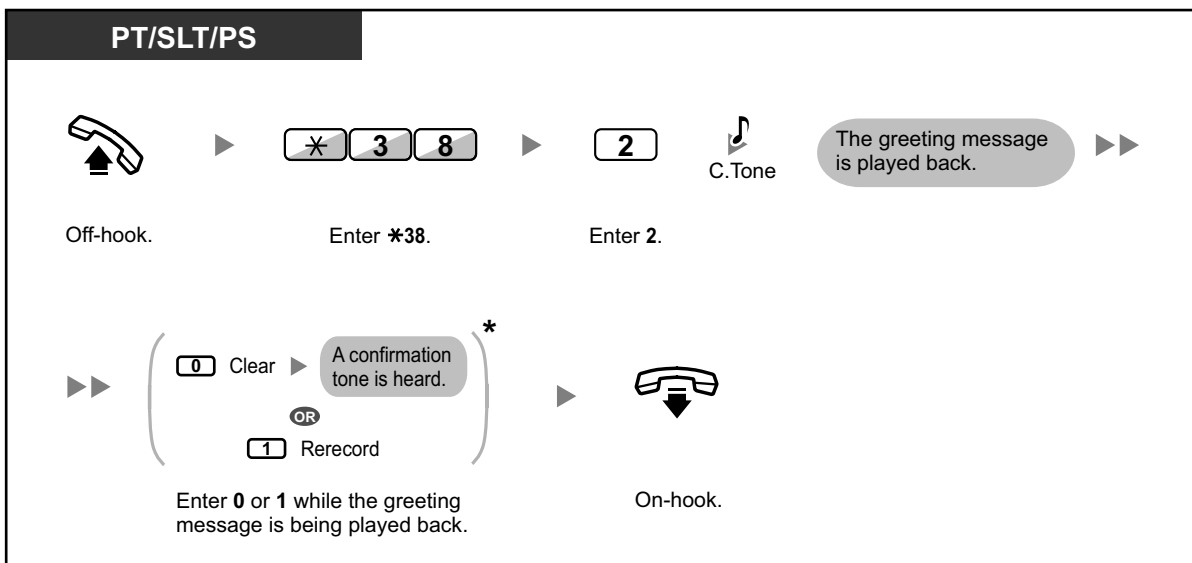 PT/SLT/PS
* 3 8
2
C.Tone
The greeting message
is played back.
Off-hook.
Enter *38.
Enter 2.
0 Clear
A confirmation
tone is heard.
*
OR
1 Rerecord
Enter 0 or 1 while the greeting
message is being played back.
On-hook.